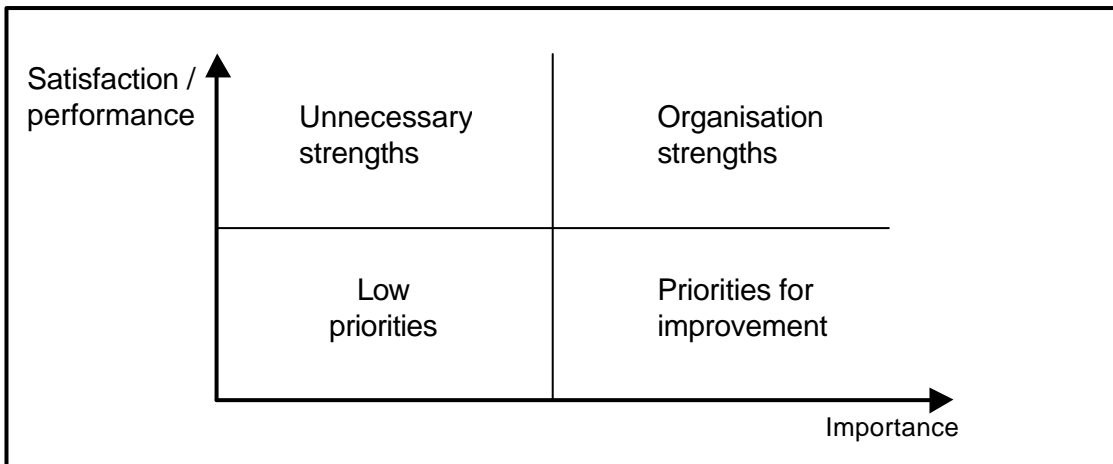 Satisfaction /
performance
Unnecessary
strengths
Organisation
strengths
Low
priorities
Priorities for
improvement
Importance